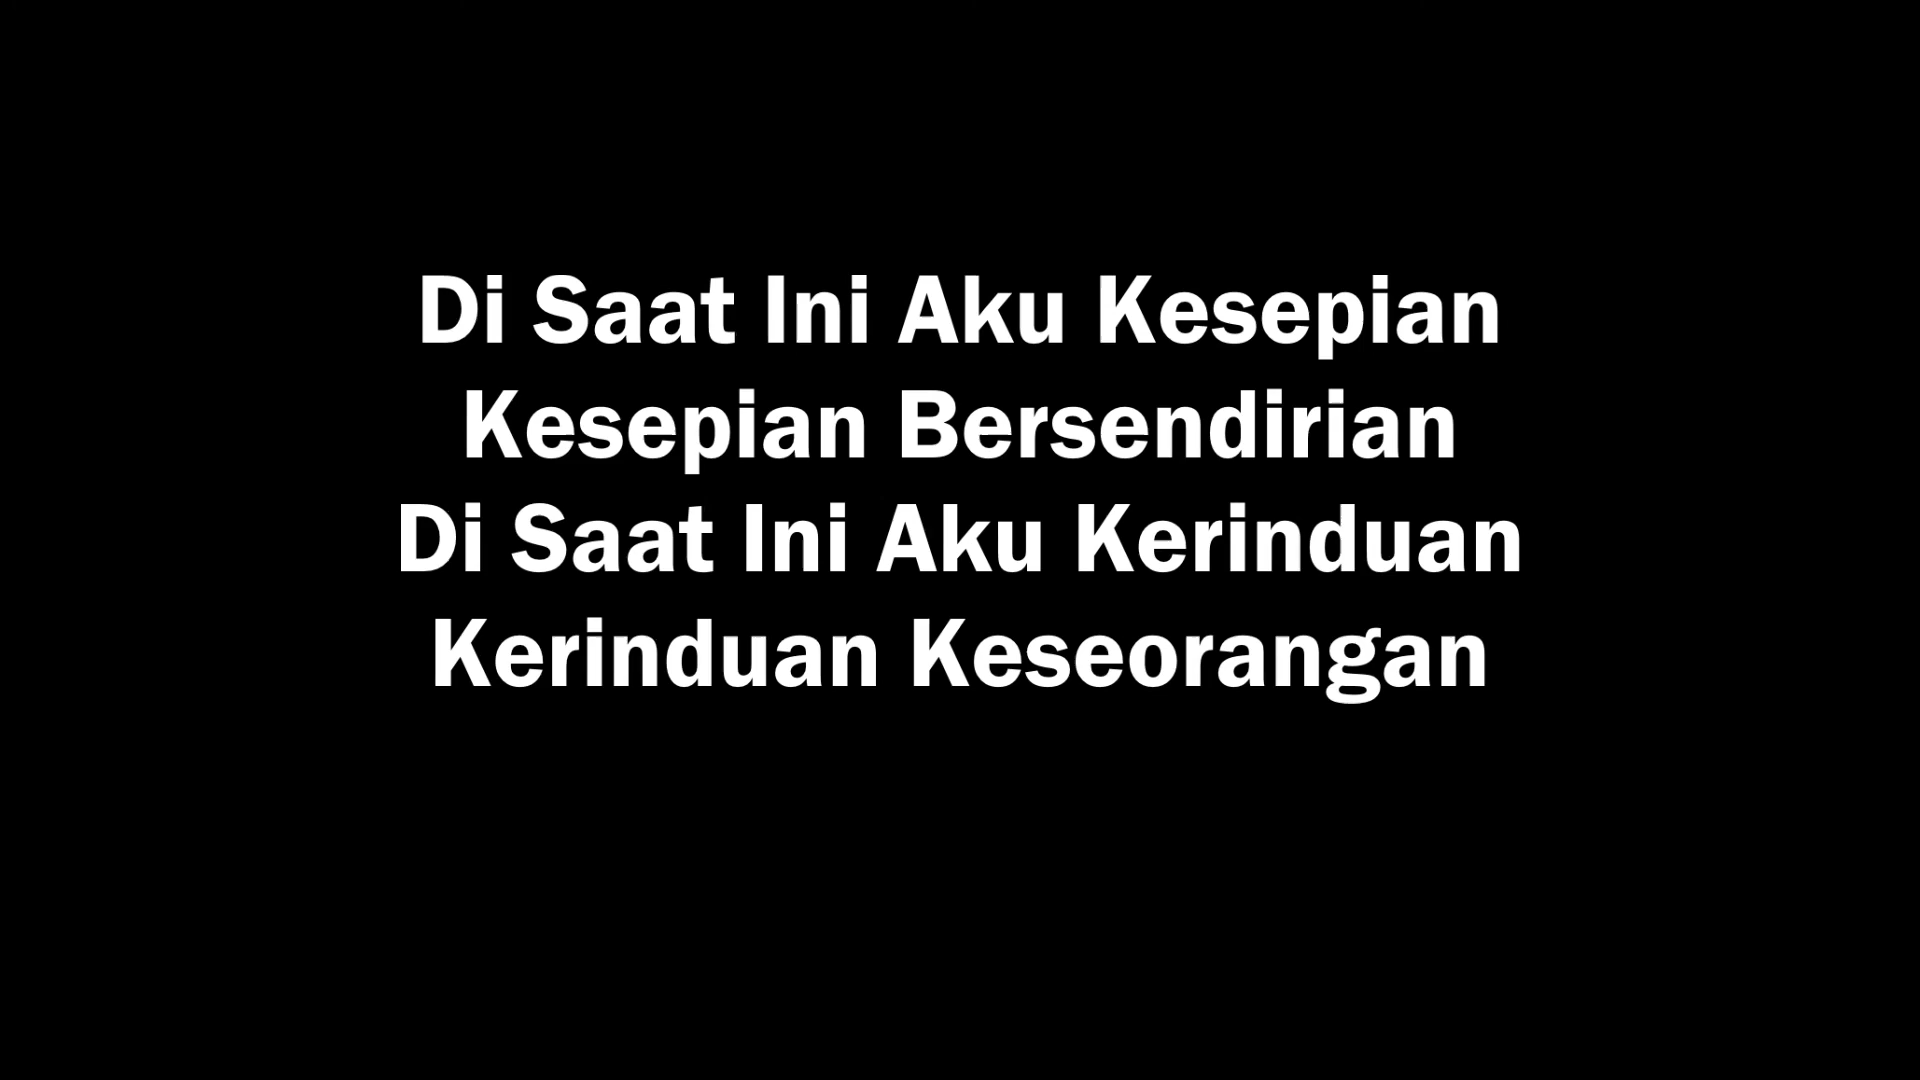 Di Saat Ini Aku Kesepian
Kesepian Bersendirian
Di Saat Ini Aku Kerinduan
Kerinduan Keseorangan